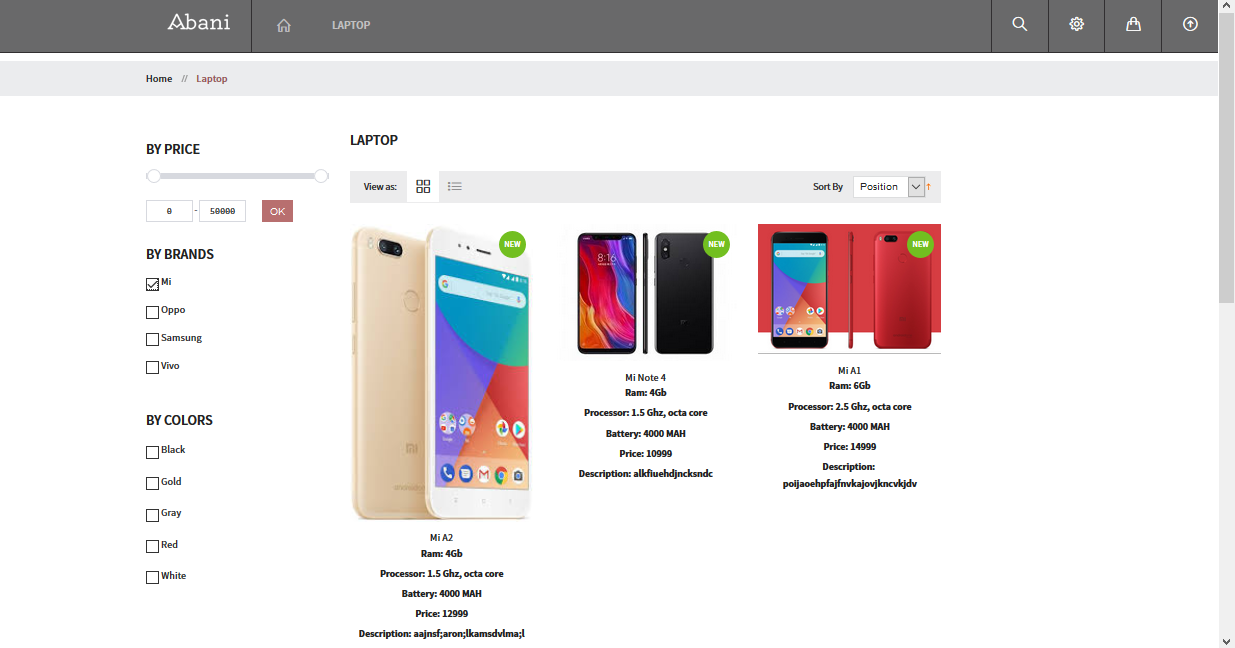 Abani
LAPTOP
Home // Laptop
BY PRICE
0 - 50000 OK
BY BRANDS
Mi
Oppo
Samsung
Vivo
BY COLORS
Black
Gold
Gray
Red
White
LAPTOP
View as:
Sort By Position
NEW
Mi A2
Ram: 4Gb
Processor: 1.5 Ghz, octa core
Battery: 4000 MAH
Price: 12999
Description: aajnsf;aron;lkamsdvlma;l
NEW
8:16
Mi Note 4
Ram: 4Gb
Processor: 1.5 Ghz, octa core
Battery: 4000 MAH
Price: 10999
Description: alkfiuehdjncksndc
NEW
Mi A1
Ram: 6Gb
Processor: 2.5 Ghz, octa core
Battery: 4000 MAH
Price: 14999
Description:
poijaoehpfajfnvkajovjkncvkjdv